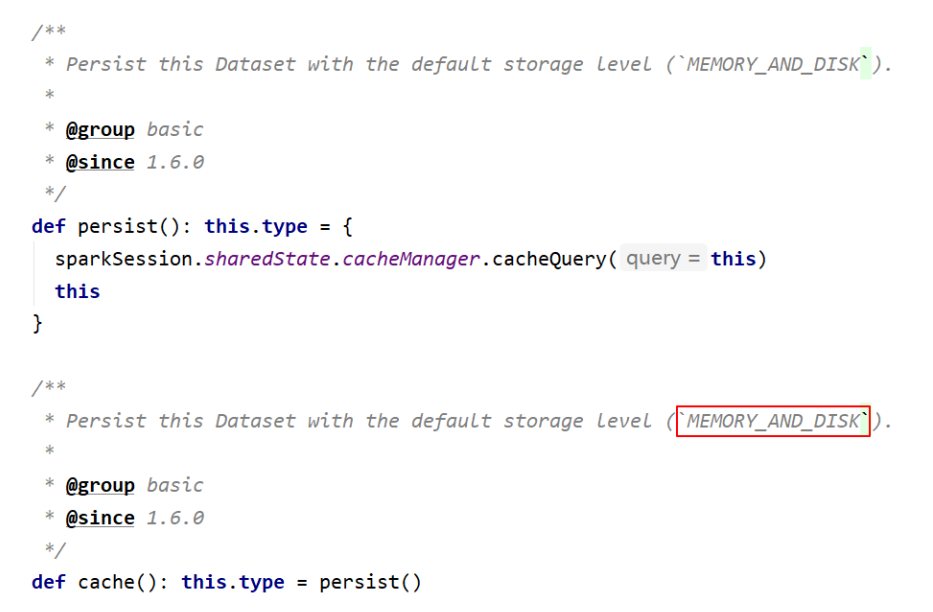 /**
 * Persist this Dataset with the default storage level (`MEMORY_AND_DISK`).
 *
 * @group basic
 * @since 1.6.0
 */
def persist(): this.type = {
  sparkSession.sharedState.cacheManager.cacheQuery( query = this)
  this
}
/**
 * Persist this Dataset with the default storage level (`MEMORY_AND_DISK`).
 *
 * @group basic
 * @since 1.6.0
 */
def cache(): this.type = persist()